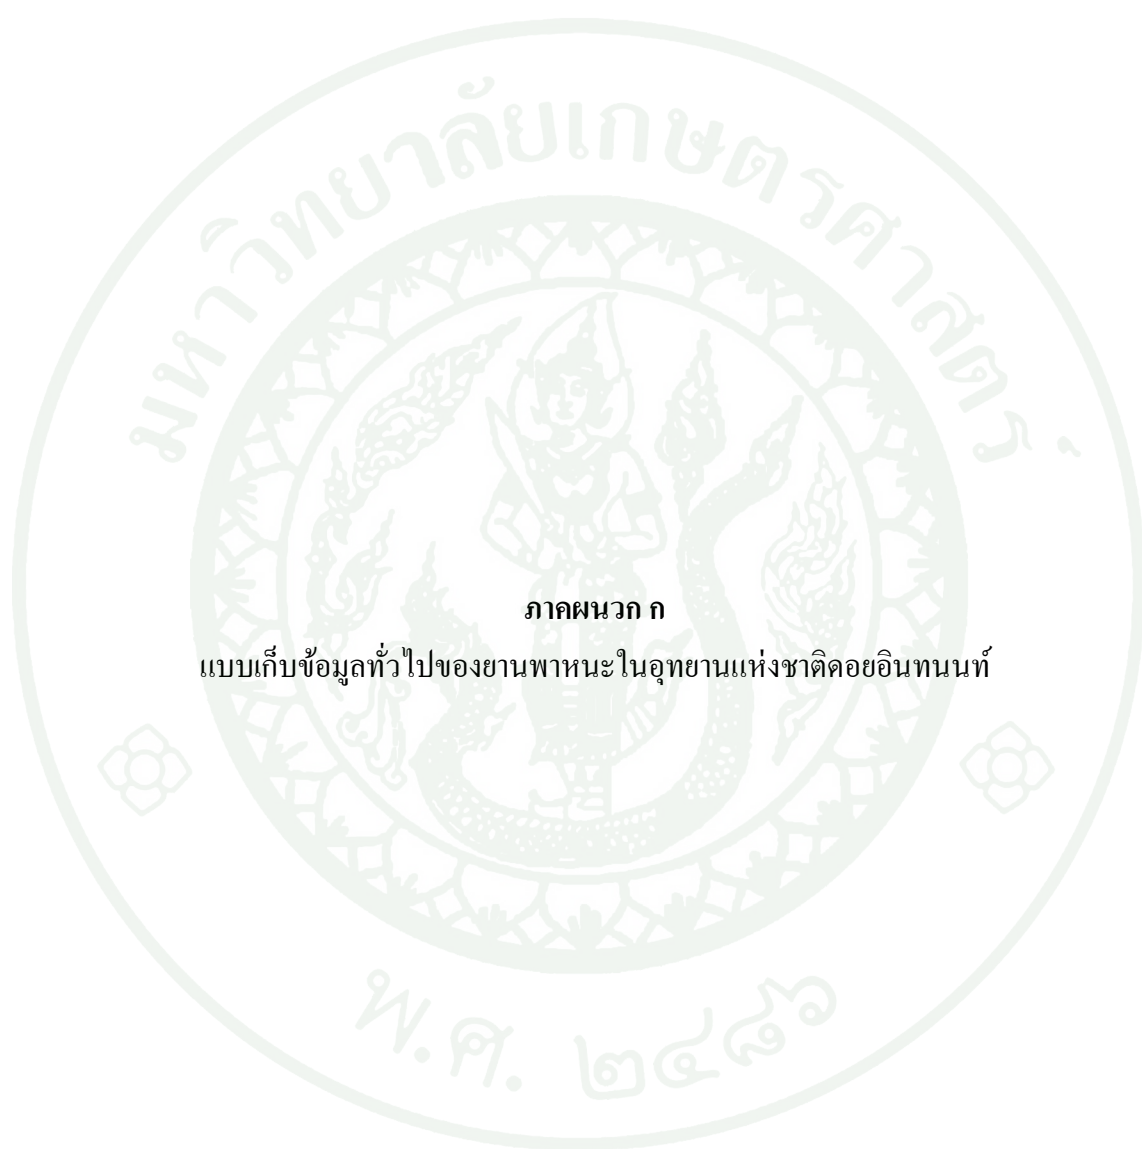 มหาวิทยาลัยเกษตรศาสตร์
ภาคผนวก ก
แบบเก็บข้อมูลทั่วไปของยานพาหนะในอุทยานแห่งชาติดอยอินทนนท์
พ.ศ. ๒๔๘๖